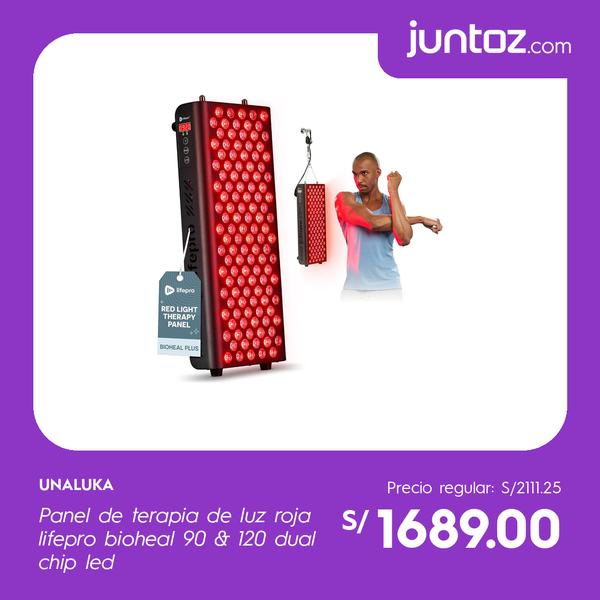 juntoz.com
lifepro
lifepro
RED LIGHT
THERAPY
PANEL
BIOHEAL PLUS
UNALUKA
Panel de terapia de luz roja
lifepro bioheal 90 & 120 dual
chip led
Precio regular: S/2111.25
S/1689.00